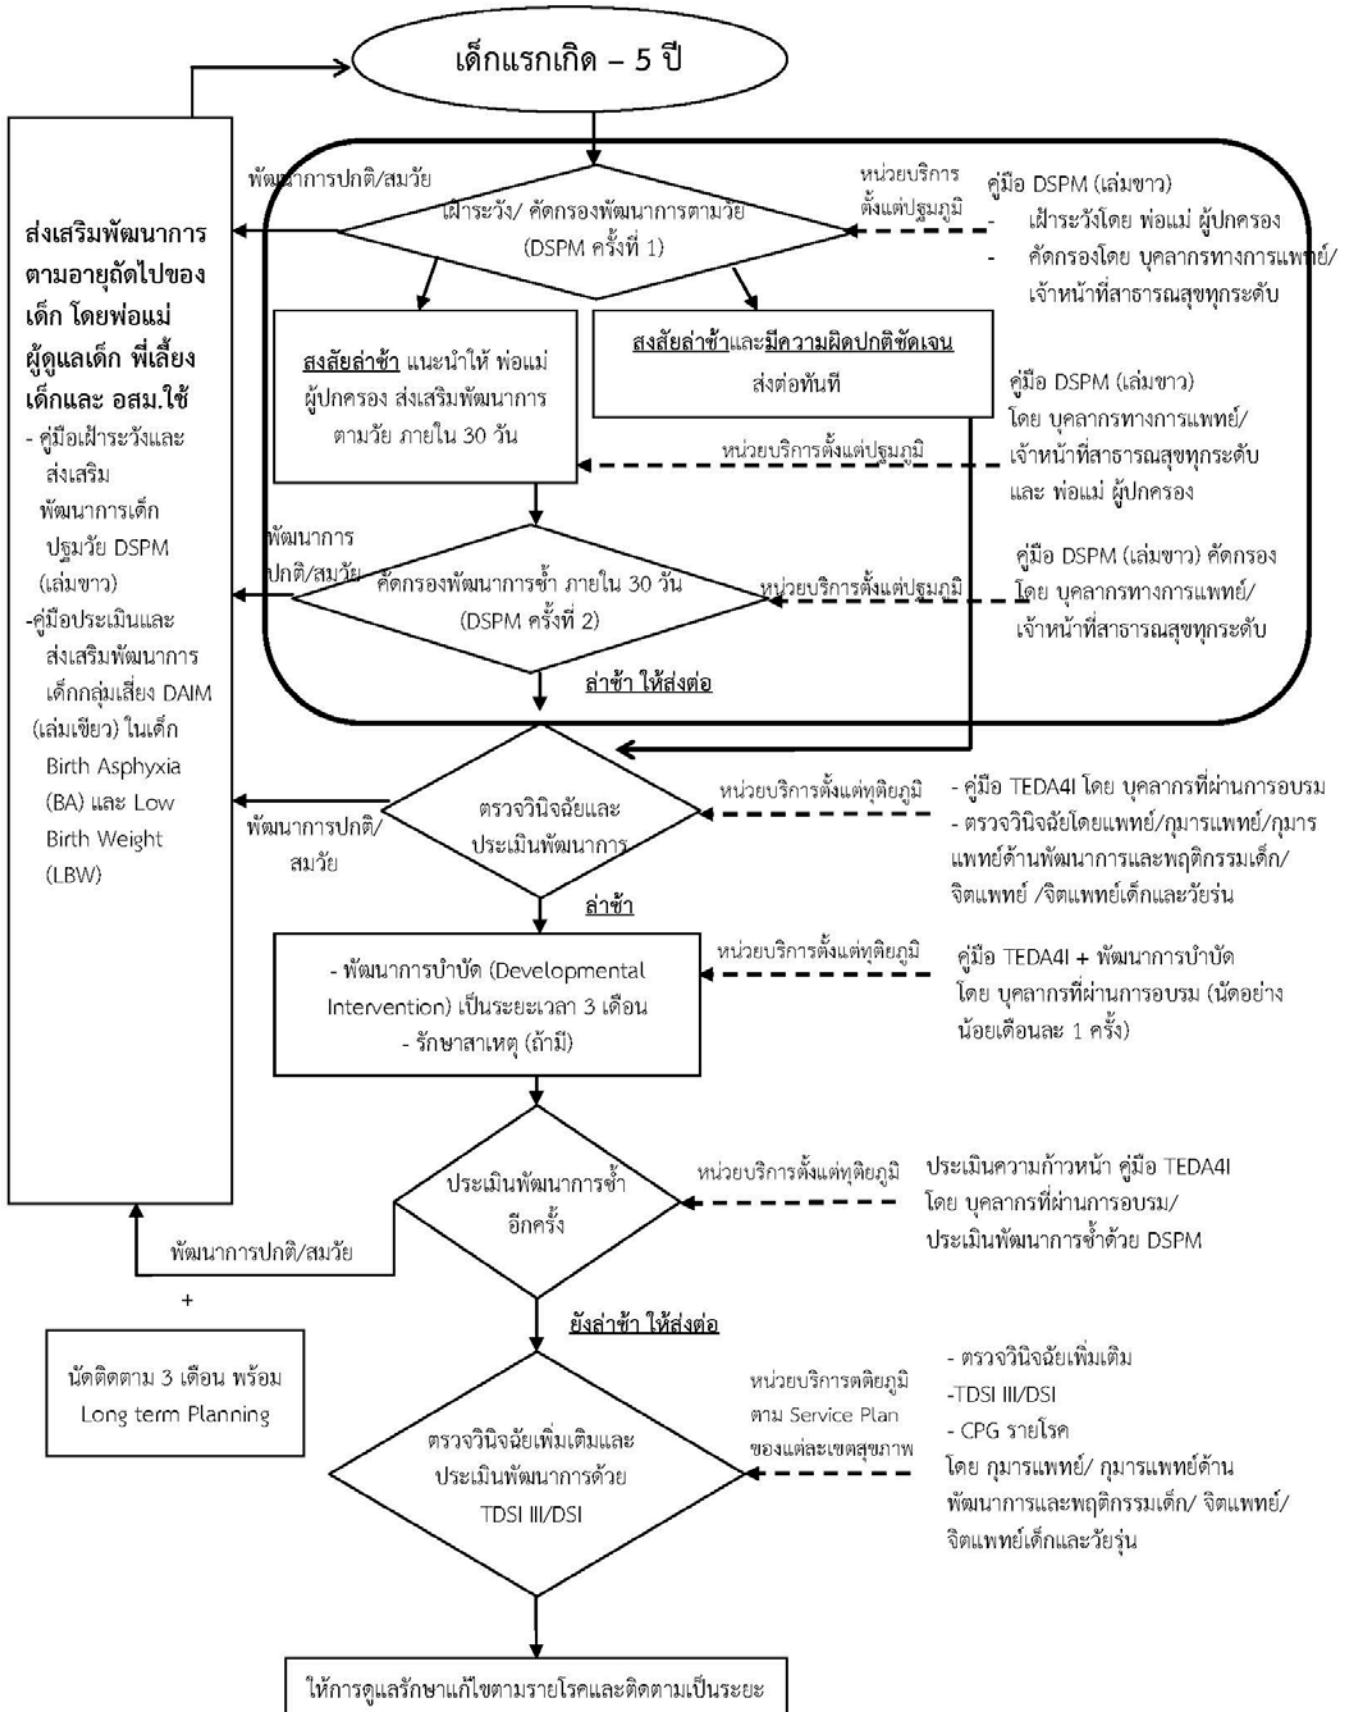 เด็กแรกเกิด – 5 ปี
พัฒนาการปกติ/สมวัย
เฝ้าระวัง/ คัดกรองพัฒนาการตามวัย
(DSPM ครั้งที่ 1)
หน่วยบริการ
ตั้งแต่ปฐมภูมิ
คู่มือ DSPM (เล่มขาว)
- เฝ้าระวังโดย พ่อแม่ ผู้ปกครอง
- คัดกรองโดย บุคลากรทางการแพทย์/
เจ้าหน้าที่สาธารณสุขทุกระดับ
ส่งเสริมพัฒนาการ
ตามอายุถัดไปของ
เด็ก โดยพ่อแม่
ผู้ดูแลเด็ก พี่เลี้ยง
เด็กและ อสม.ใช้
- คู่มือเฝ้าระวังและ
ส่งเสริม
พัฒนาการเด็ก
ปฐมวัย DSPM
(เล่มขาว)
-คู่มือประเมินและ
ส่งเสริมพัฒนาการ
เด็กกลุ่มเสี่ยง DAIM
(เล่มเขียว) ในเด็ก
Birth Asphyxia
(BA) และ Low
Birth Weight
(LBW)
สงสัยล่าช้า แนะนำให้ พ่อแม่
ผู้ปกครอง ส่งเสริมพัฒนาการ
ตามวัย ภายใน 30 วัน
สงสัยล่าช้าและมีความผิดปกติชัดเจน
ส่งต่อทันที
หน่วยบริการตั้งแต่ปฐมภูมิ
คู่มือ DSPM (เล่มขาว)
โดย บุคลากรทางการแพทย์/
เจ้าหน้าที่สาธารณสุขทุกระดับ
และ พ่อแม่ ผู้ปกครอง
พัฒนาการ
ปกติ/สมวัย
คัดกรองพัฒนาการซ้ำ ภายใน 30 วัน
(DSPM ครั้งที่ 2)
หน่วยบริการตั้งแต่ปฐมภูมิ
คู่มือ DSPM (เล่มขาว) คัดกรอง
โดย บุคลากรทางการแพทย์/
เจ้าหน้าที่สาธารณสุขทุกระดับ
ล่าช้า ให้ส่งต่อ
พัฒนาการปกติ/
สมวัย
ตรวจวินิจฉัยและ
ประเมินพัฒนาการ
หน่วยบริการตั้งแต่ทุติยภูมิ
- คู่มือ TEDA4I โดย บุคลากรที่ผ่านการอบรม
- ตรวจวินิจฉัยโดยแพทย์/กุมารแพทย์/กุมาร
แพทย์ด้านพัฒนาการและพฤติกรรมเด็ก/
จิตแพทย์ /จิตแพทย์เด็กและวัยรุ่น
ล่าช้า
- พัฒนาการบำบัด (Developmental
Intervention) เป็นระยะเวลา 3 เดือน
- รักษาสาเหตุ (ถ้ามี)
หน่วยบริการตั้งแต่ทุติยภูมิ
คู่มือ TEDA4I + พัฒนาการบำบัด
โดย บุคลากรที่ผ่านการอบรม (นัดอย่าง
น้อยเดือนละ 1 ครั้ง)
ประเมินพัฒนาการซ้ำ
อีกครั้ง
หน่วยบริการตั้งแต่ทุติยภูมิ
ประเมินความก้าวหน้า คู่มือ TEDA4I
โดย บุคลากรที่ผ่านการอบรม/
ประเมินพัฒนาการซ้ำด้วย DSPM
พัฒนาการปกติ/สมวัย
+
นัดติดตาม 3 เดือน พร้อม
Long term Planning
ยังล่าช้า ให้ส่งต่อ
ตรวจวินิจฉัยเพิ่มเติมและ
ประเมินพัฒนาการด้วย
TDSI III/DSI
หน่วยบริการตติยภูมิ
ตาม Service Plan
ของแต่ละเขตสุขภาพ
- ตรวจวินิจฉัยเพิ่มเติม
-TDSI III/DSI
- CPG รายโรค
โดย กุมารแพทย์/ กุมารแพทย์ด้าน
พัฒนาการและพฤติกรรมเด็ก/ จิตแพทย์/
จิตแพทย์เด็กและวัยรุ่น
ให้การดูแลรักษาแก้ไขตามรายโรคและติดตามเป็นระยะ